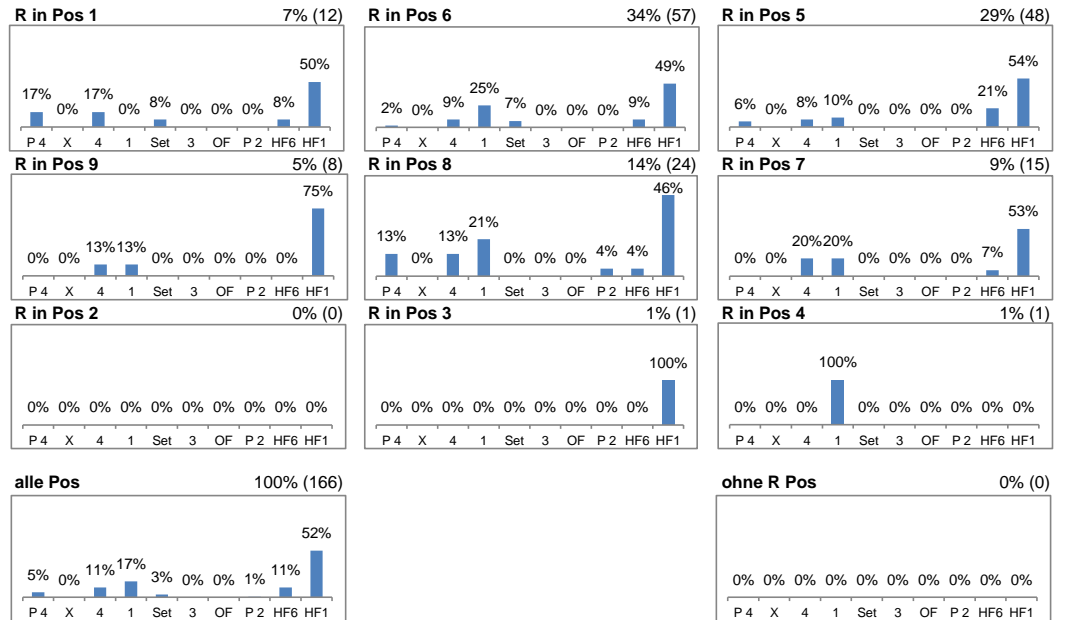 R in Pos 1 7% (12)
50%
17% 0% 17% 0% 8% 0% 0% 0% 8%
P 4 X 4 1 Set 3 OF P 2 HF6 HF1
R in Pos 6 34% (57)
49%
2% 0% 9% 25% 7% 0% 0% 0% 9%
P 4 X 4 1 Set 3 OF P 2 HF6 HF1
R in Pos 5 29% (48)
54%
6% 0% 8% 10% 0% 0% 0% 0% 21%
P 4 X 4 1 Set 3 OF P 2 HF6 HF1
R in Pos 9 5% (8)
75%
0% 0% 13% 13% 0% 0% 0% 0% 0%
P 4 X 4 1 Set 3 OF P 2 HF6 HF1
R in Pos 8 14% (24)
46%
13% 0% 13% 21% 0% 0% 0% 4% 4%
P 4 X 4 1 Set 3 OF P 2 HF6 HF1
R in Pos 7 9% (15)
53%
0% 0% 20% 20% 0% 0% 0% 0% 7%
P 4 X 4 1 Set 3 OF P 2 HF6 HF1
R in Pos 2 0% (0)
0% 0% 0% 0% 0% 0% 0% 0% 0% 0%
P 4 X 4 1 Set 3 OF P 2 HF6 HF1
R in Pos 3 1% (1)
100%
0% 0% 0% 0% 0% 0% 0% 0% 0%
P 4 X 4 1 Set 3 OF P 2 HF6 HF1
R in Pos 4 1% (1)
100%
0% 0% 0% 0% 0% 0% 0% 0% 0%
P 4 X 4 1 Set 3 OF P 2 HF6 HF1
alle Pos 100% (166)
52%
5% 0% 11% 17% 3% 0% 0% 1% 11%
P 4 X 4 1 Set 3 OF P 2 HF6 HF1
ohne R Pos 0% (0)
0% 0% 0% 0% 0% 0% 0% 0% 0% 0%
P 4 X 4 1 Set 3 OF P 2 HF6 HF1